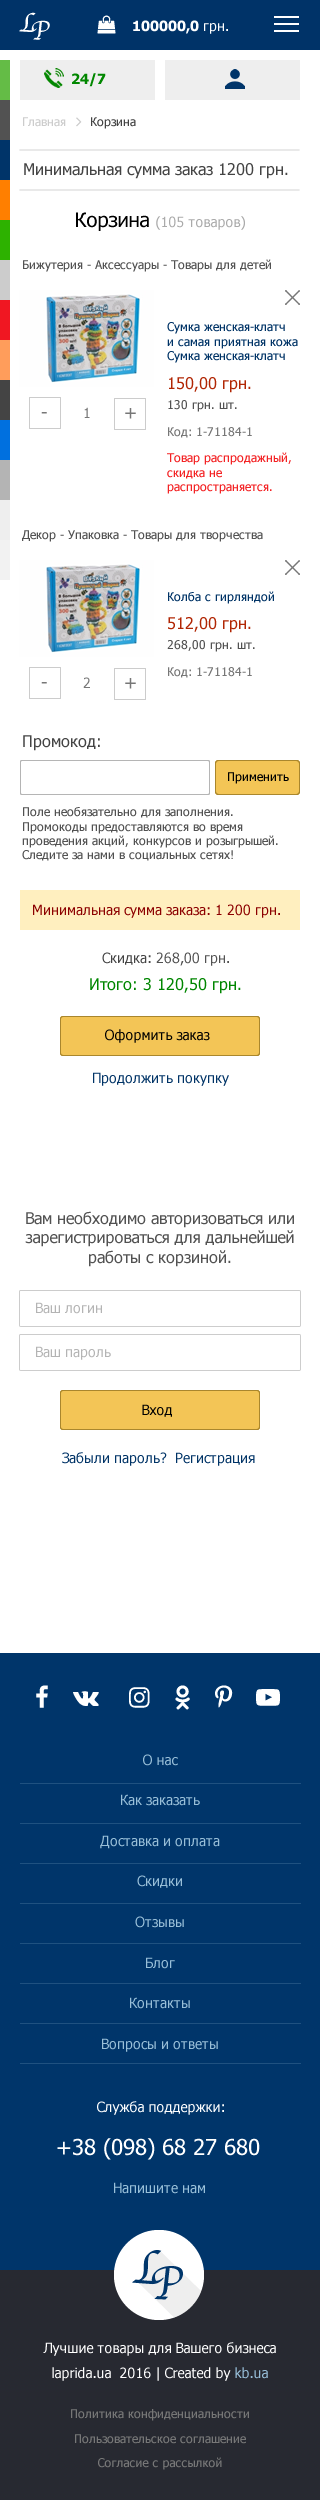 Lp 100000,0 грн.
24/7
Главная > Корзина
Минимальная сумма заказ 1200 грн.
Корзина (105 товаров)
Бижутерия - Аксессуары - Товары для детей
Сумка женская-клатч
и самая приятная кожа
Сумка женская-клатч
150,00 грн.
130 грн. шт.
- 1 +
Код: 1-71184-1
Товар распродажный,
скидка не
распространяется.
Декор - Упаковка - Товары для творчества
Колба с гирляндой
512,00 грн.
268,00 грн. шт.
- 2 +
Код: 1-71184-1
Промокод:
Применить
Поле необязательно для заполнения.
Промокоды предоставляются во время
проведения акций, конкурсов и розыгрышей.
Следите за нами в социальных сетях!
Минимальная сумма заказа: 1 200 грн.
Скидка: 268,00 грн.
Итого: 3 120,50 грн.
Оформить заказ
Продолжить покупку
Вам необходимо авторизоваться или
зарегистрироваться для дальнейшей
работы с корзиной.
Ваш логин
Ваш пароль
Вход
Забыли пароль? Регистрация
О нас
Как заказать
Доставка и оплата
Скидки
Отзывы
Блог
Контакты
Вопросы и ответы
Служба поддержки:
+38 (098) 68 27 680
Напишите нам
Lp
Лучшие товары для Вашего бизнеса
laprida.ua 2016 | Created by kb.ua
Политика конфиденциальности
Пользовательское соглашение
Согласие с рассылкой